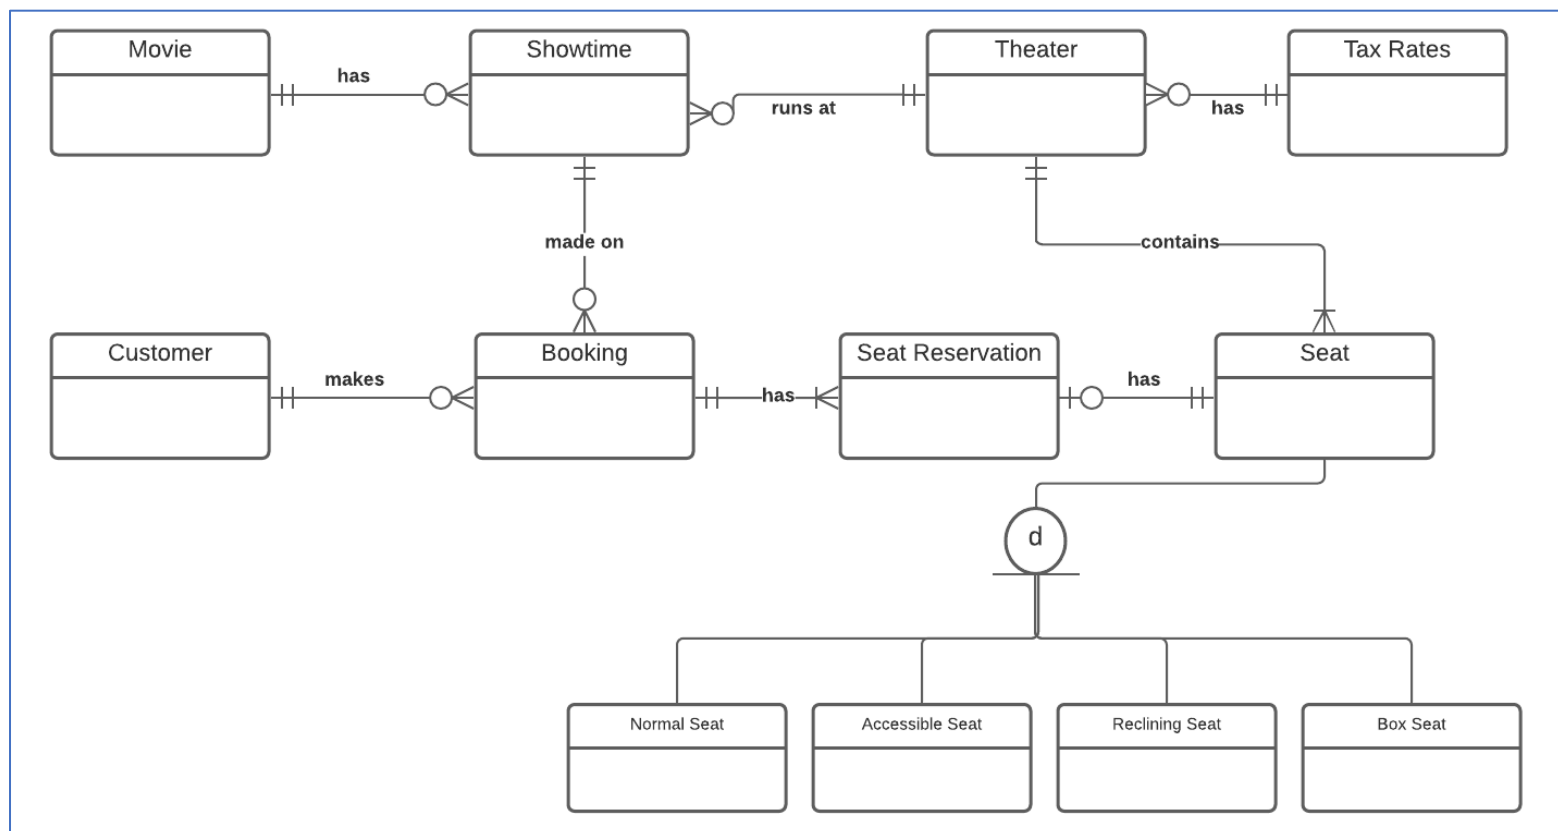 Movie
has
Showtime
runs at
Theater
has
Tax Rates
made on
contains
Customer
makes
Booking
has
Seat Reservation
has
Seat
d
Normal Seat
Accessible Seat
Reclining Seat
Box Seat